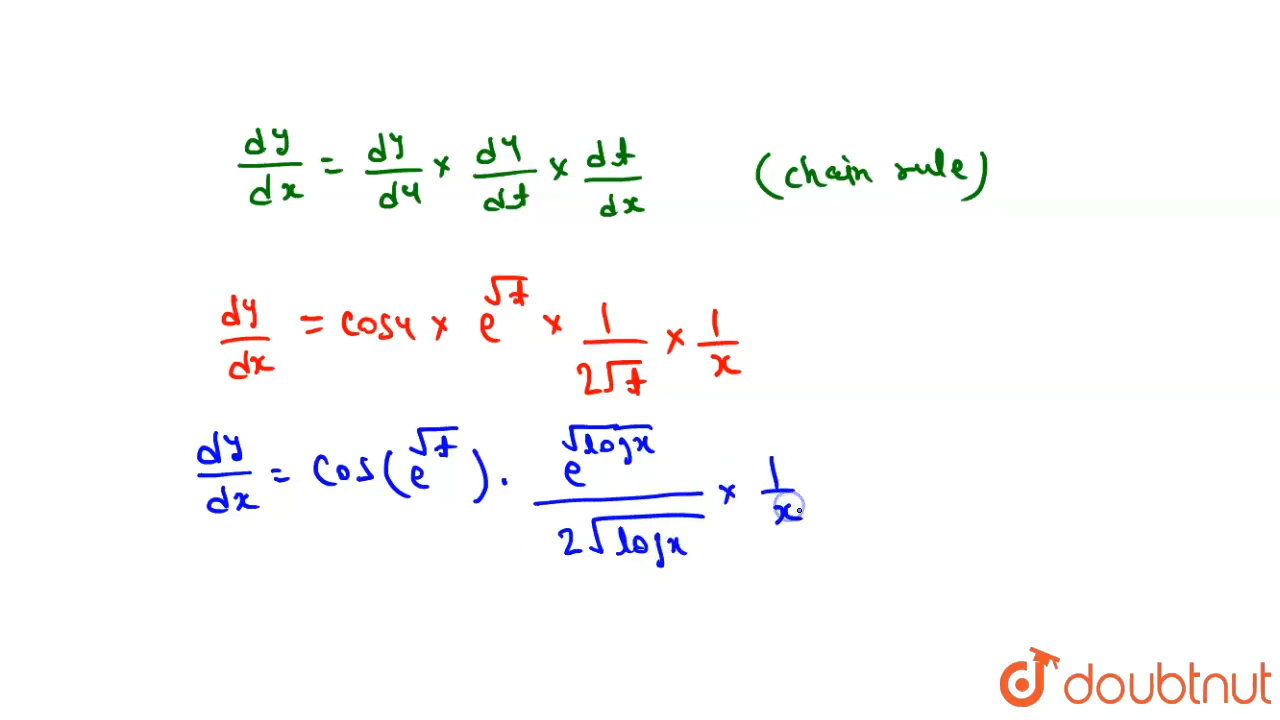 dy/dx = dy/du × du/dt × dt/dx (chain rule)
dy/dx = cosu × e^√t × 1/2√t × 1/x
dy/dx = cos(e^√t) . e^√logx/2√logx × 1/x
doubtnut